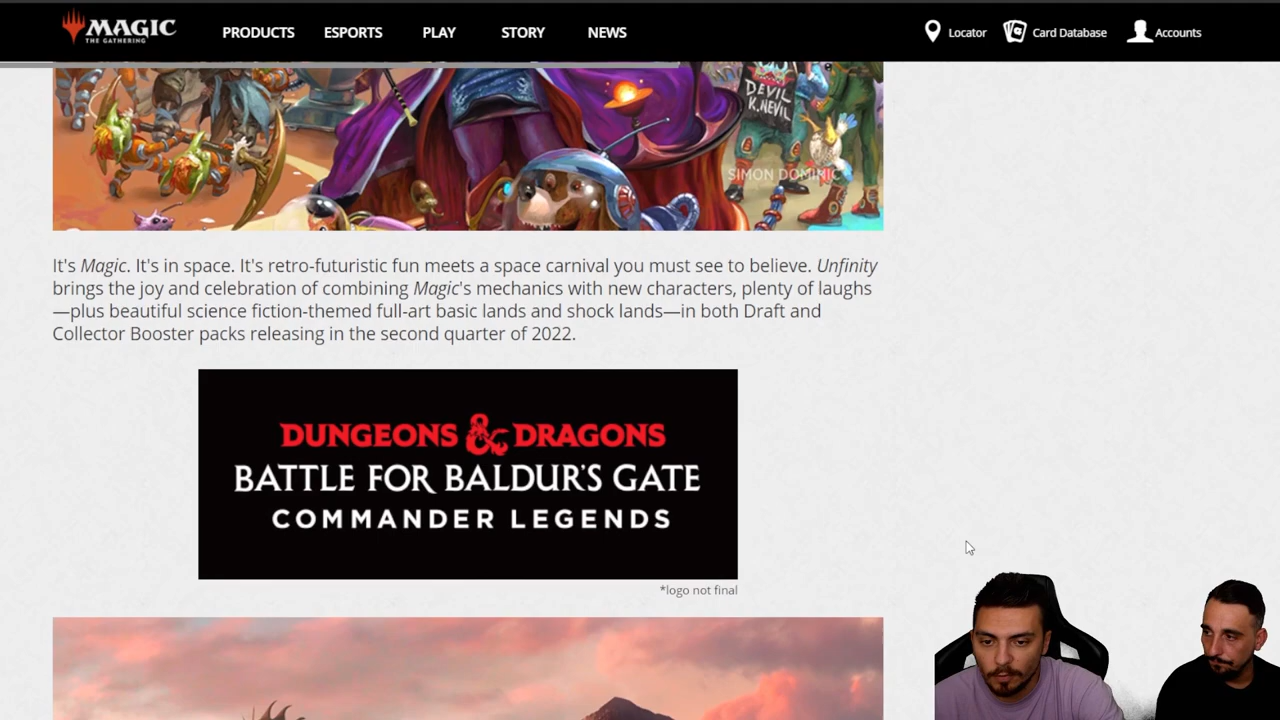 MAGIC
THE GATHERING
PRODUCTS
ESPORTS
PLAY
STORY
NEWS
Locator
Card Database
Accounts
DEVIL
K.NEVIL
SIMON DOMINIC
It's Magic. It's in space. It's retro-futuristic fun meets a space carnival you must see to believe. Unfinity
brings the joy and celebration of combining Magic's mechanics with new characters, plenty of laughs
—plus beautiful science fiction-themed full-art basic lands and shock lands—in both Draft and
Collector Booster packs releasing in the second quarter of 2022.
DUNGEONS & DRAGONS
BATTLE FOR BALDUR'S GATE
COMMANDER LEGENDS
*logo not final